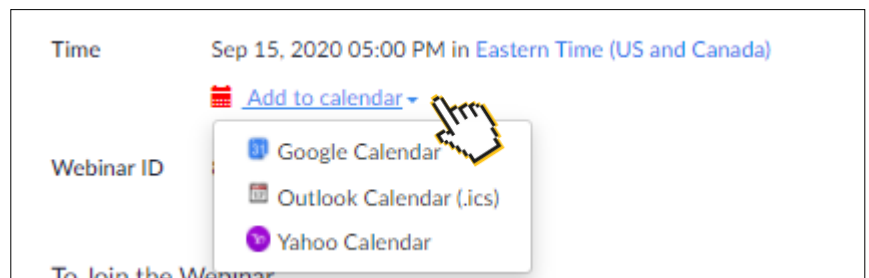 Time Sep 15, 2020 05:00 PM in Eastern Time (US and Canada)
Add to calendar
Google Calendar
Webinar ID
Outlook Calendar (.ics)
Yahoo Calendar
To Join the Webinar